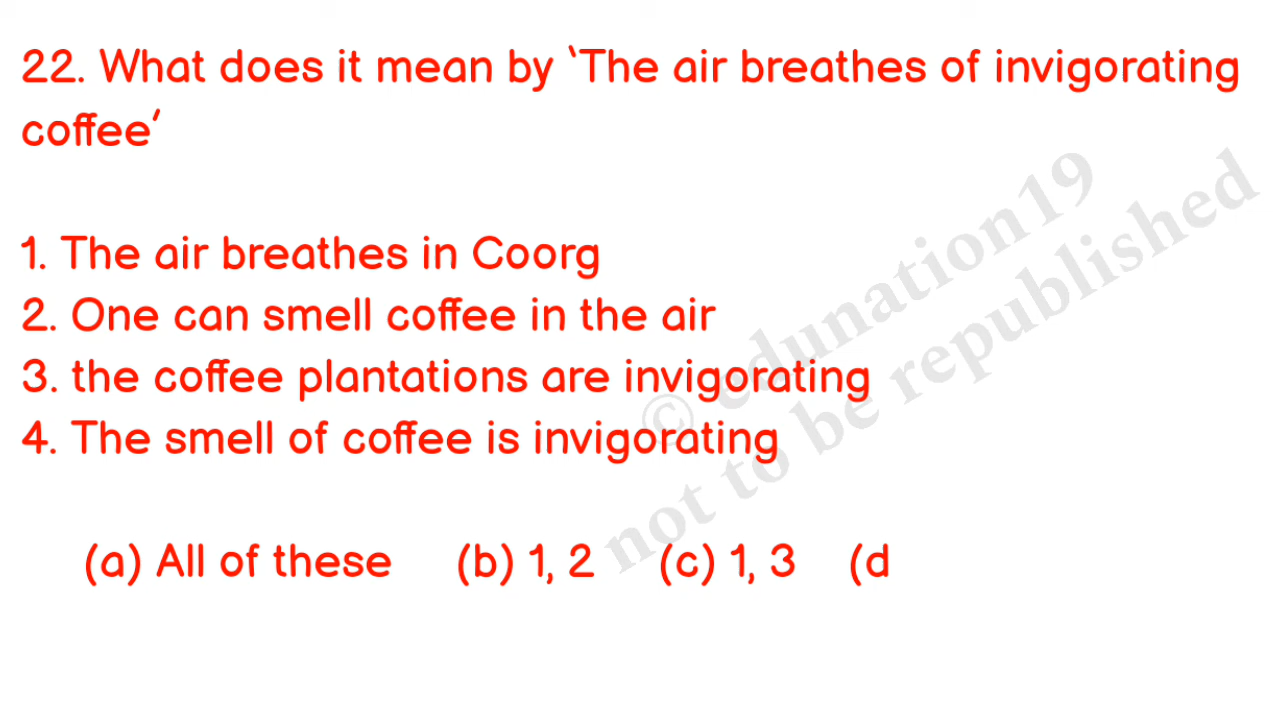 22. What does it mean by ‵The air breathes of invigorating
coffee′
1. The air breathes in Coorg
2. One can smell coffee in the air
3. the coffee plantations are invigorating
4. The smell of coffee is invigorating
(a) All of these (b) 1, 2 (c) 1, 3 (d
© edunation19
not to be republished